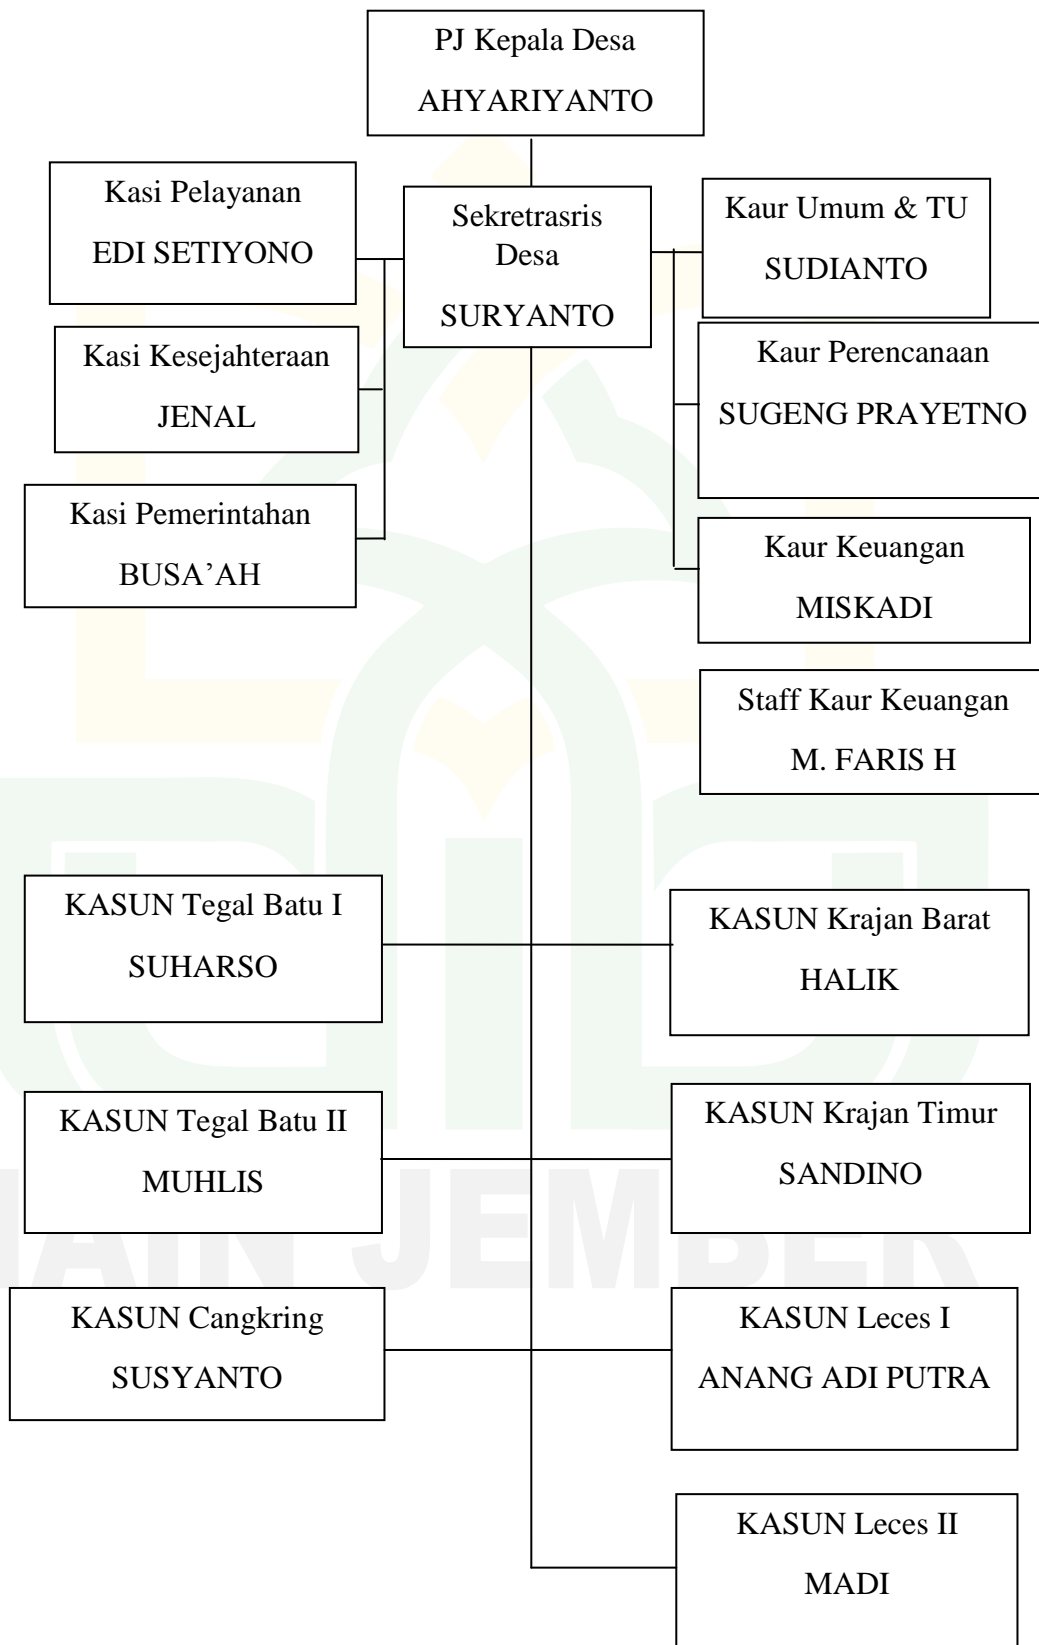 PJ Kepala Desa
AHYARIYANTO
Kasi Pelayanan
EDI SETIYONO
Sekretrasris
Desa
SURYANTO
Kaur Umum & TU
SUDIANTO
Kasi Kesejahteraan
JENAL
Kaur Perencanaan
SUGENG PRAYETNO
Kasi Pemerintahan
BUSA’AH
Kaur Keuangan
MISKADI
Staff Kaur Keuangan
M. FARIS H
KASUN Tegal Batu I
SUHARSO
KASUN Krajan Barat
HALIK
KASUN Tegal Batu II
MUHLIS
KASUN Krajan Timur
SANDINO
IAIN JEMBER
KASUN Cangkring
SUSYANTO
KASUN Leces I
ANANG ADI PUTRA
KASUN Leces II
MADI